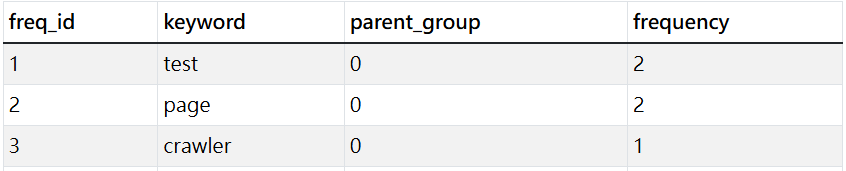 freq_id keyword parent_group frequency
1 test 0 2
2 page 0 2
3 crawler 0 1